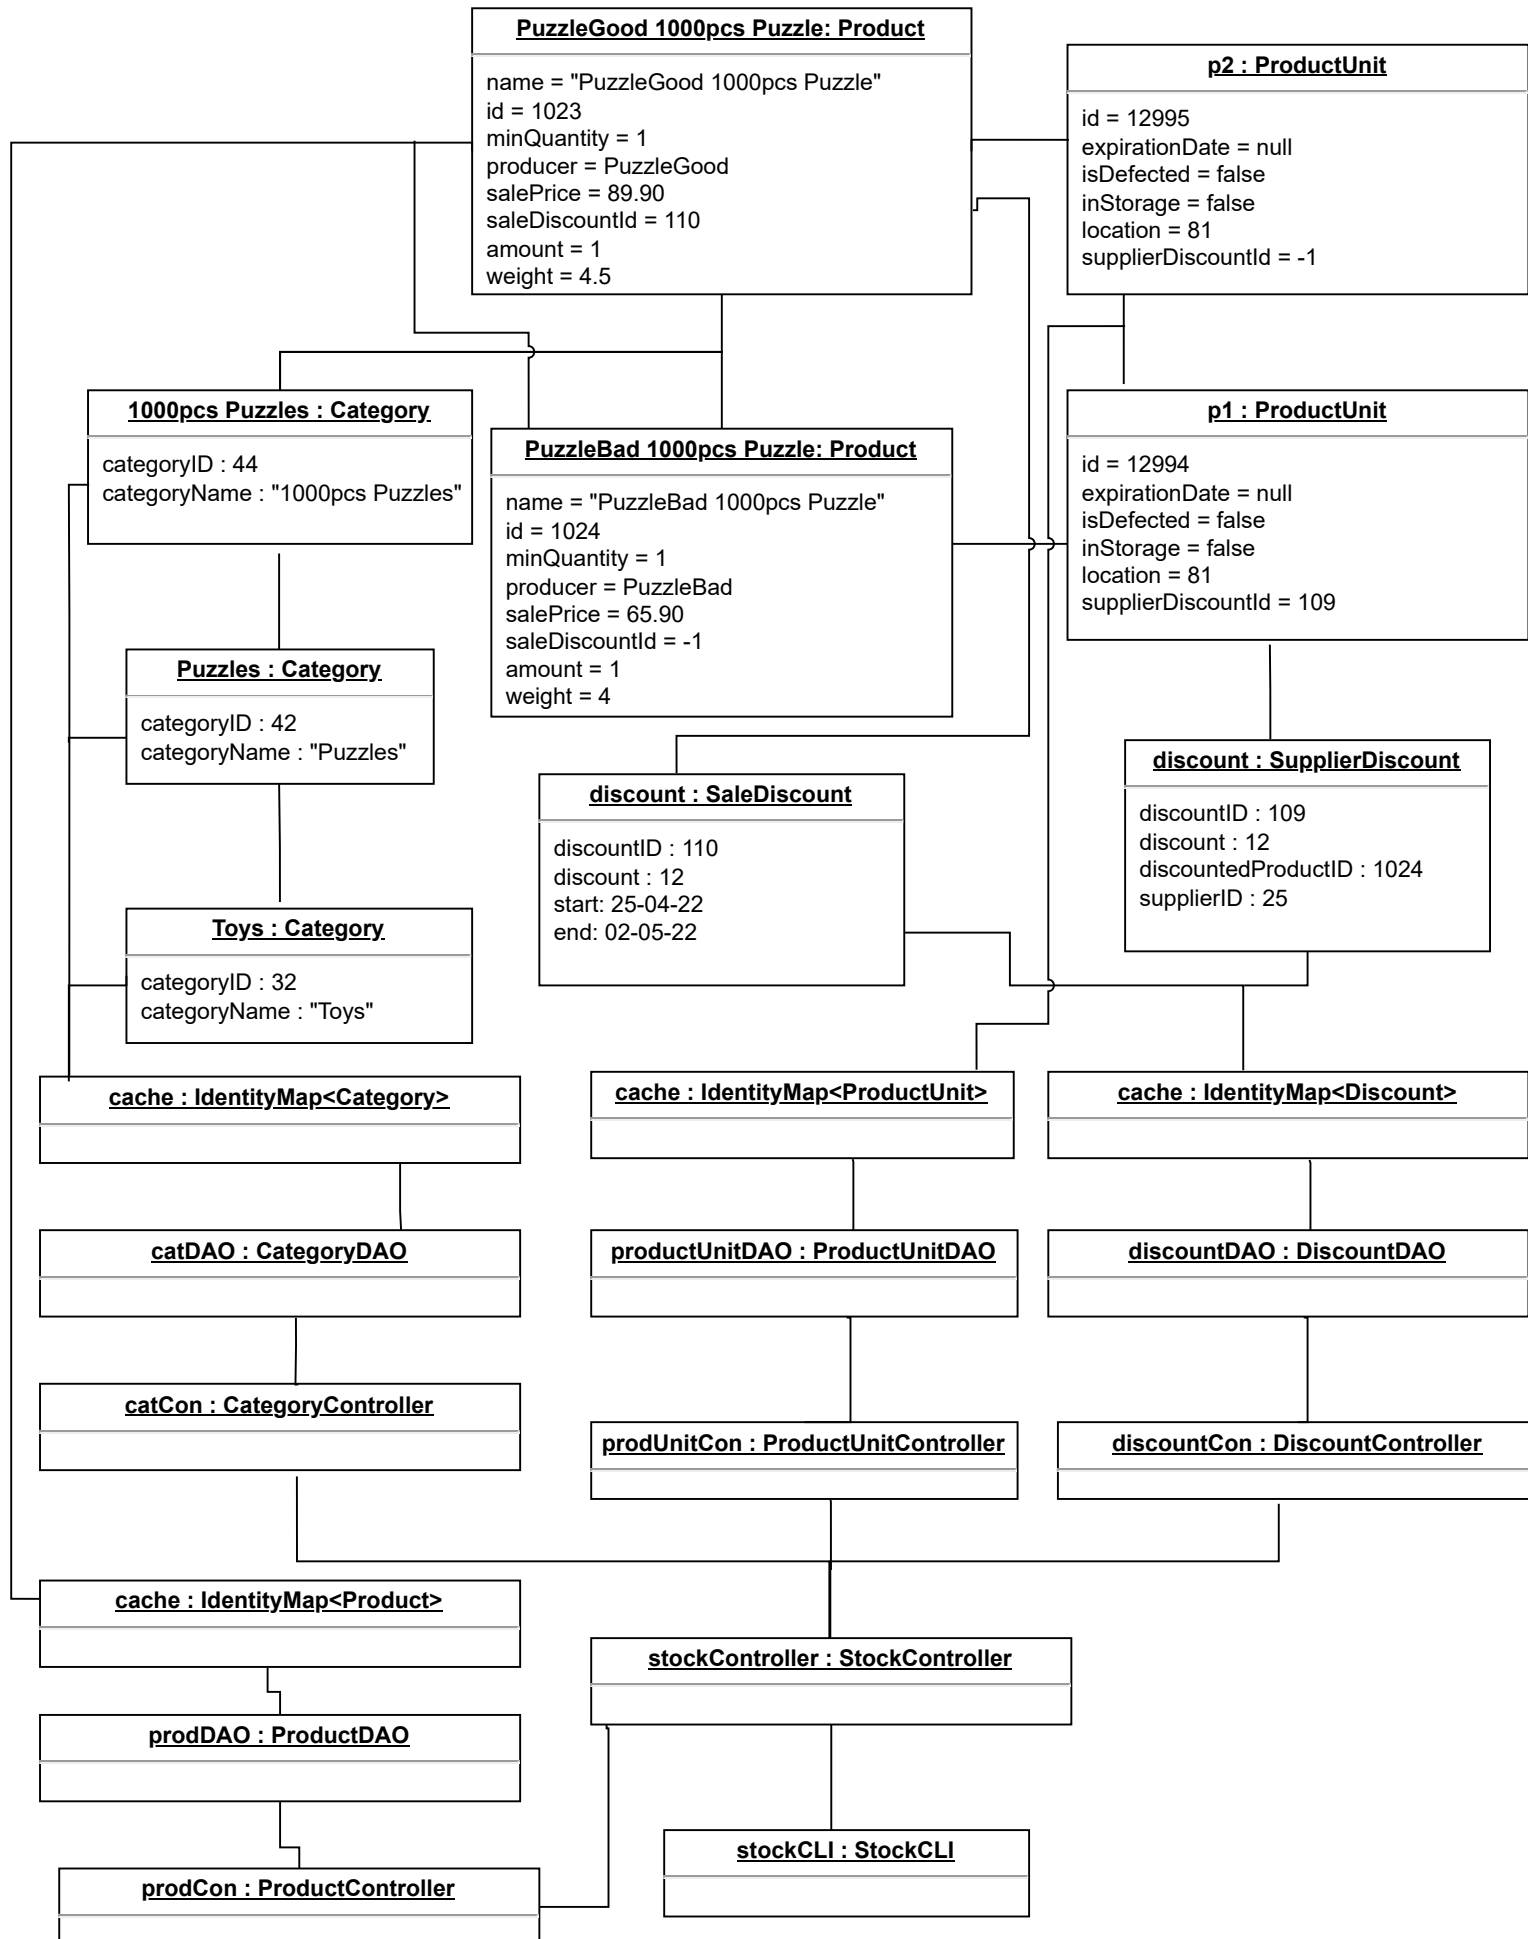 PuzzleGood 1000pcs Puzzle: Product
name = "PuzzleGood 1000pcs Puzzle"
id = 1023
minQuantity = 1
producer = PuzzleGood
salePrice = 89.90
saleDiscountId = 110
amount = 1
weight = 4.5
p2 : ProductUnit
id = 12995
expirationDate = null
isDefected = false
inStorage = false
location = 81
supplierDiscountId = -1
1000pcs Puzzles : Category
categoryID : 44
categoryName : "1000pcs Puzzles"
PuzzleBad 1000pcs Puzzle: Product
name = "PuzzleBad 1000pcs Puzzle"
id = 1024
minQuantity = 1
producer = PuzzleBad
salePrice = 65.90
saleDiscountId = -1
amount = 1
weight = 4
p1 : ProductUnit
id = 12994
expirationDate = null
isDefected = false
inStorage = false
location = 81
supplierDiscountId = 109
Puzzles : Category
categoryID : 42
categoryName : "Puzzles"
discount : SaleDiscount
discountID : 110
discount : 12
start: 25-04-22
end: 02-05-22
discount : SupplierDiscount
discountID : 109
discount : 12
discountedProductID : 1024
supplierID : 25
Toys : Category
categoryID : 32
categoryName : "Toys"
cache : IdentityMap<Category>
cache : IdentityMap<ProductUnit>
cache : IdentityMap<Discount>
catDAO : CategoryDAO
productUnitDAO : ProductUnitDAO
discountDAO : DiscountDAO
catCon : CategoryController
prodUnitCon : ProductUnitController
discountCon : DiscountController
cache : IdentityMap<Product>
stockController : StockController
prodDAO : ProductDAO
stockCLI : StockCLI
prodCon : ProductController